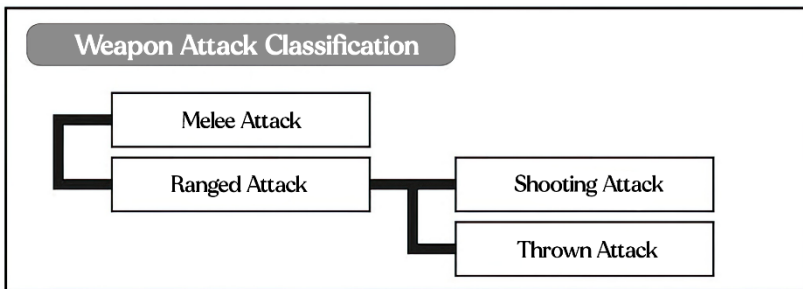 Weapon Attack Classification
Melee Attack
Ranged Attack
Shooting Attack
Thrown Attack